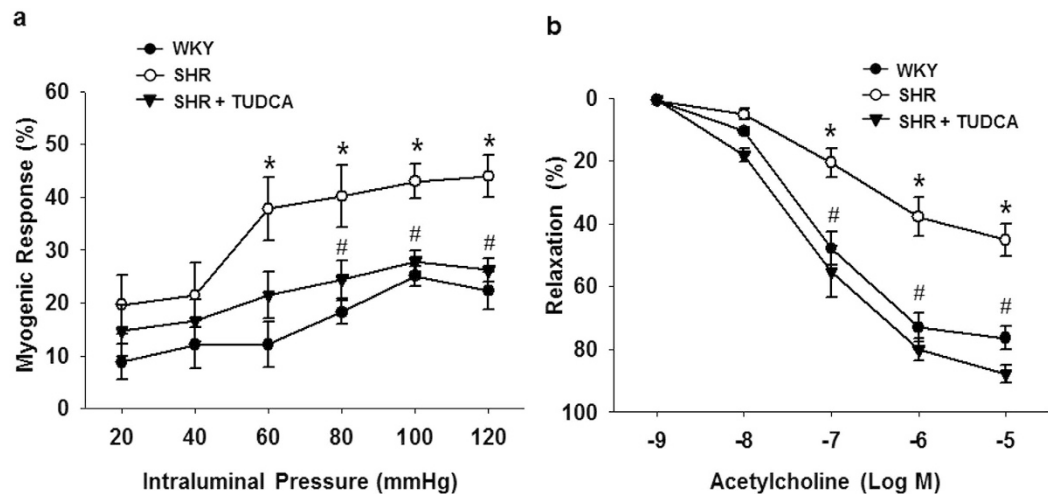 a
WKY
SHR
SHR + TUDCA
60
50
40
30
20
10
0
Myogenic Response (%)
* * * *
# # #
20 40 60 80 100 120
Intraluminal Pressure (mmHg)
b
WKY
SHR
SHR + TUDCA
0
20
40
60
80
100
Relaxation (%)
* * *
# # #
-9 -8 -7 -6 -5
Acetylcholine (Log M)